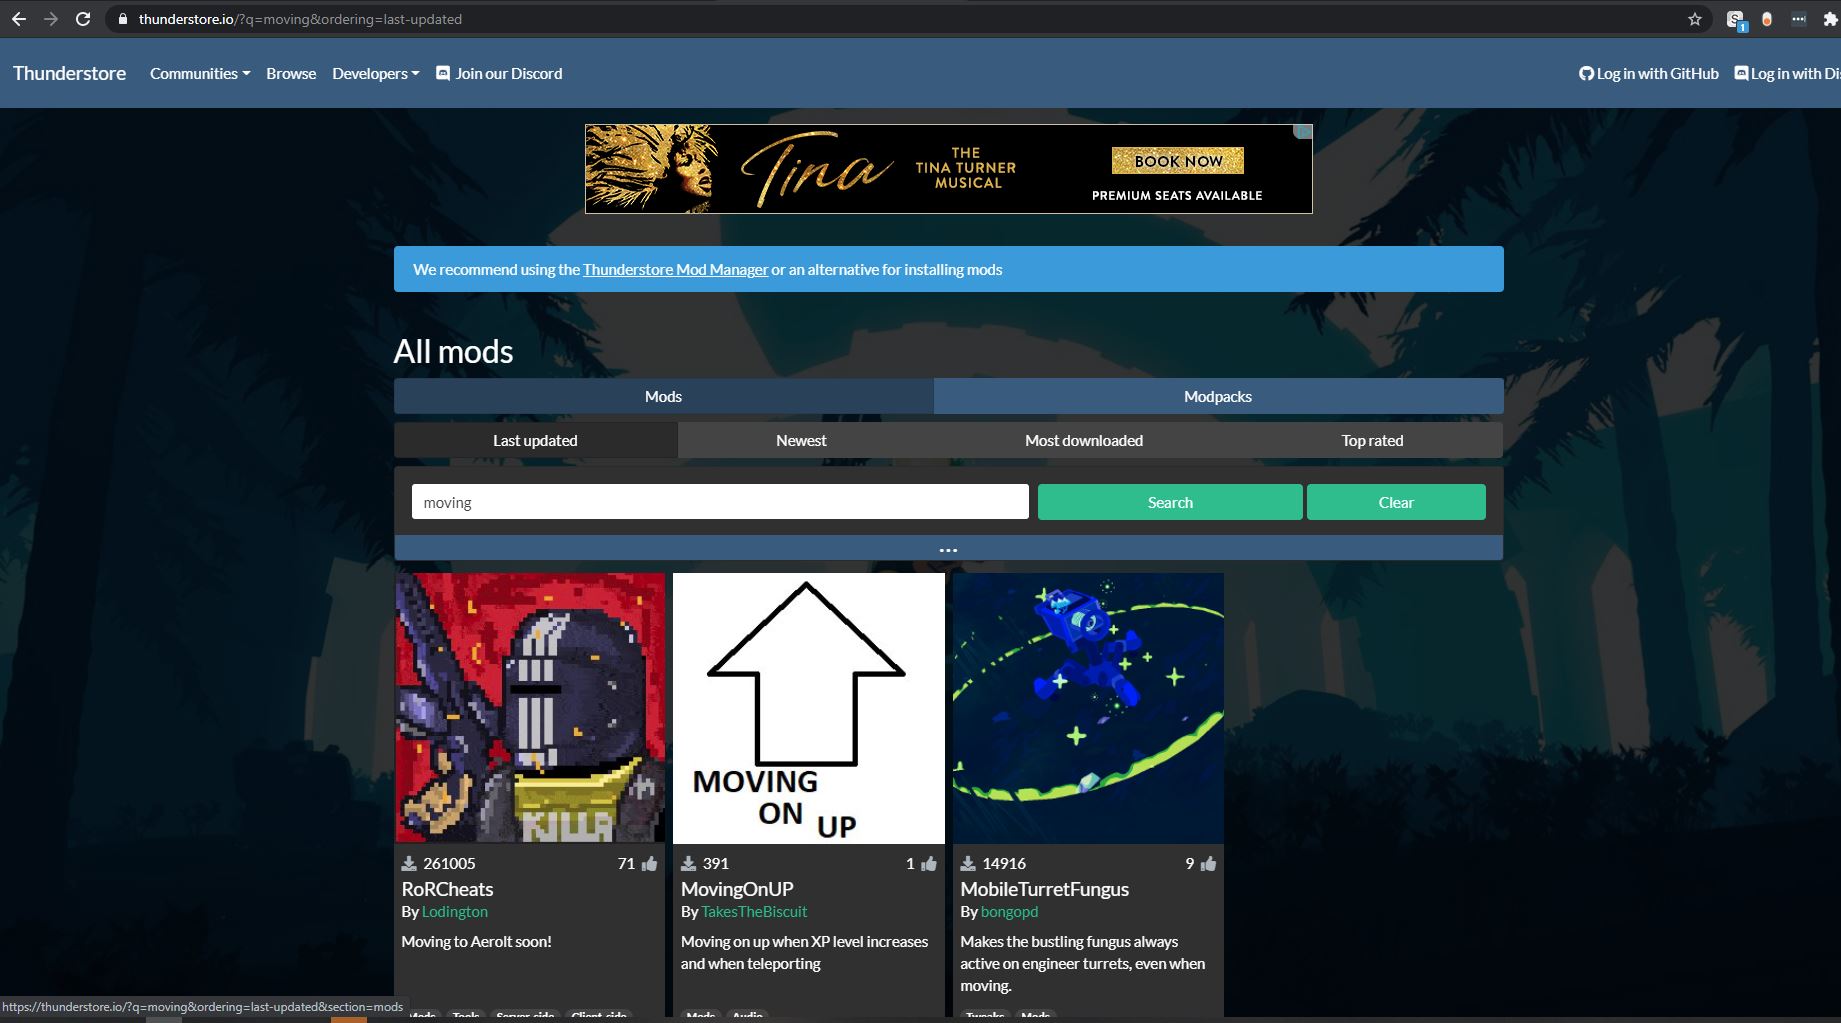 thunderstore.io/?q=moving&ordering=last-updated
1
Thunderstore
Communities
Browse
Developers
Join our Discord
Log in with GitHub
Log in with Di
Tina
THE
TINA TURNER
MUSICAL
BOOK NOW
PREMIUM SEATS AVAILABLE
We recommend using the Thunderstore Mod Manager or an alternative for installing mods
All mods
Mods
Modpacks
Last updated
Newest
Most downloaded
Top rated
moving
Search
Clear
...
KILLA
MOVING
ON
UP
261005
71
RoRCheats
By Lodington
Moving to Aerolt soon!
Mods
Tools
Server-side
Client-side
391
1
MovingOnUP
By TakesTheBiscuit
Moving on up when XP level increases
and when teleporting
Mods
Audio
14916
9
MobileTurretFungus
By bongopd
Makes the bustling fungus always
active on engineer turrets, even when
moving.
Tweaks
Mods
https://thunderstore.io/?q=moving&ordering=last-updated&section=mods